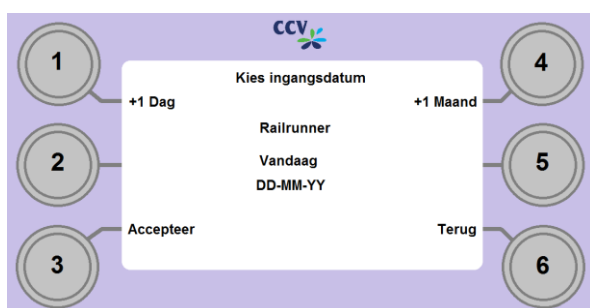 CCV
1
4
Kies ingangsdatum
+1 Dag
+1 Maand
Railrunner
2
Vandaag
5
DD-MM-YY
Accepteer
Terug
3
6